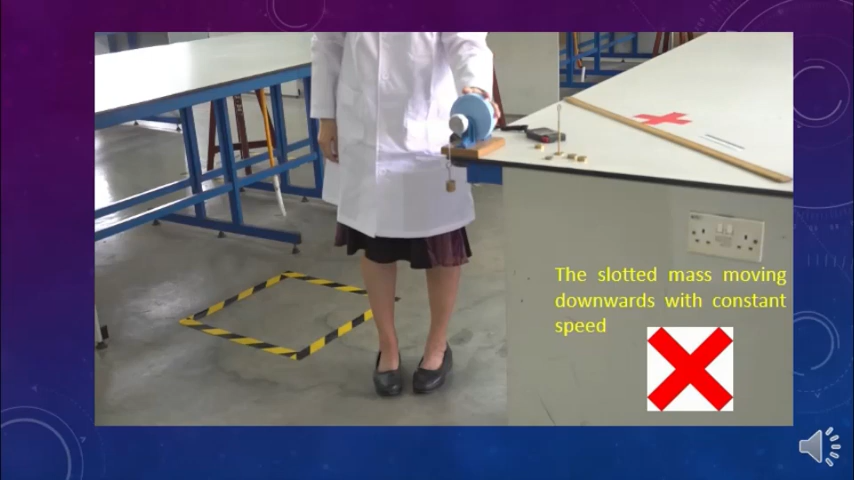 The slotted mass moving
downwards with constant
speed